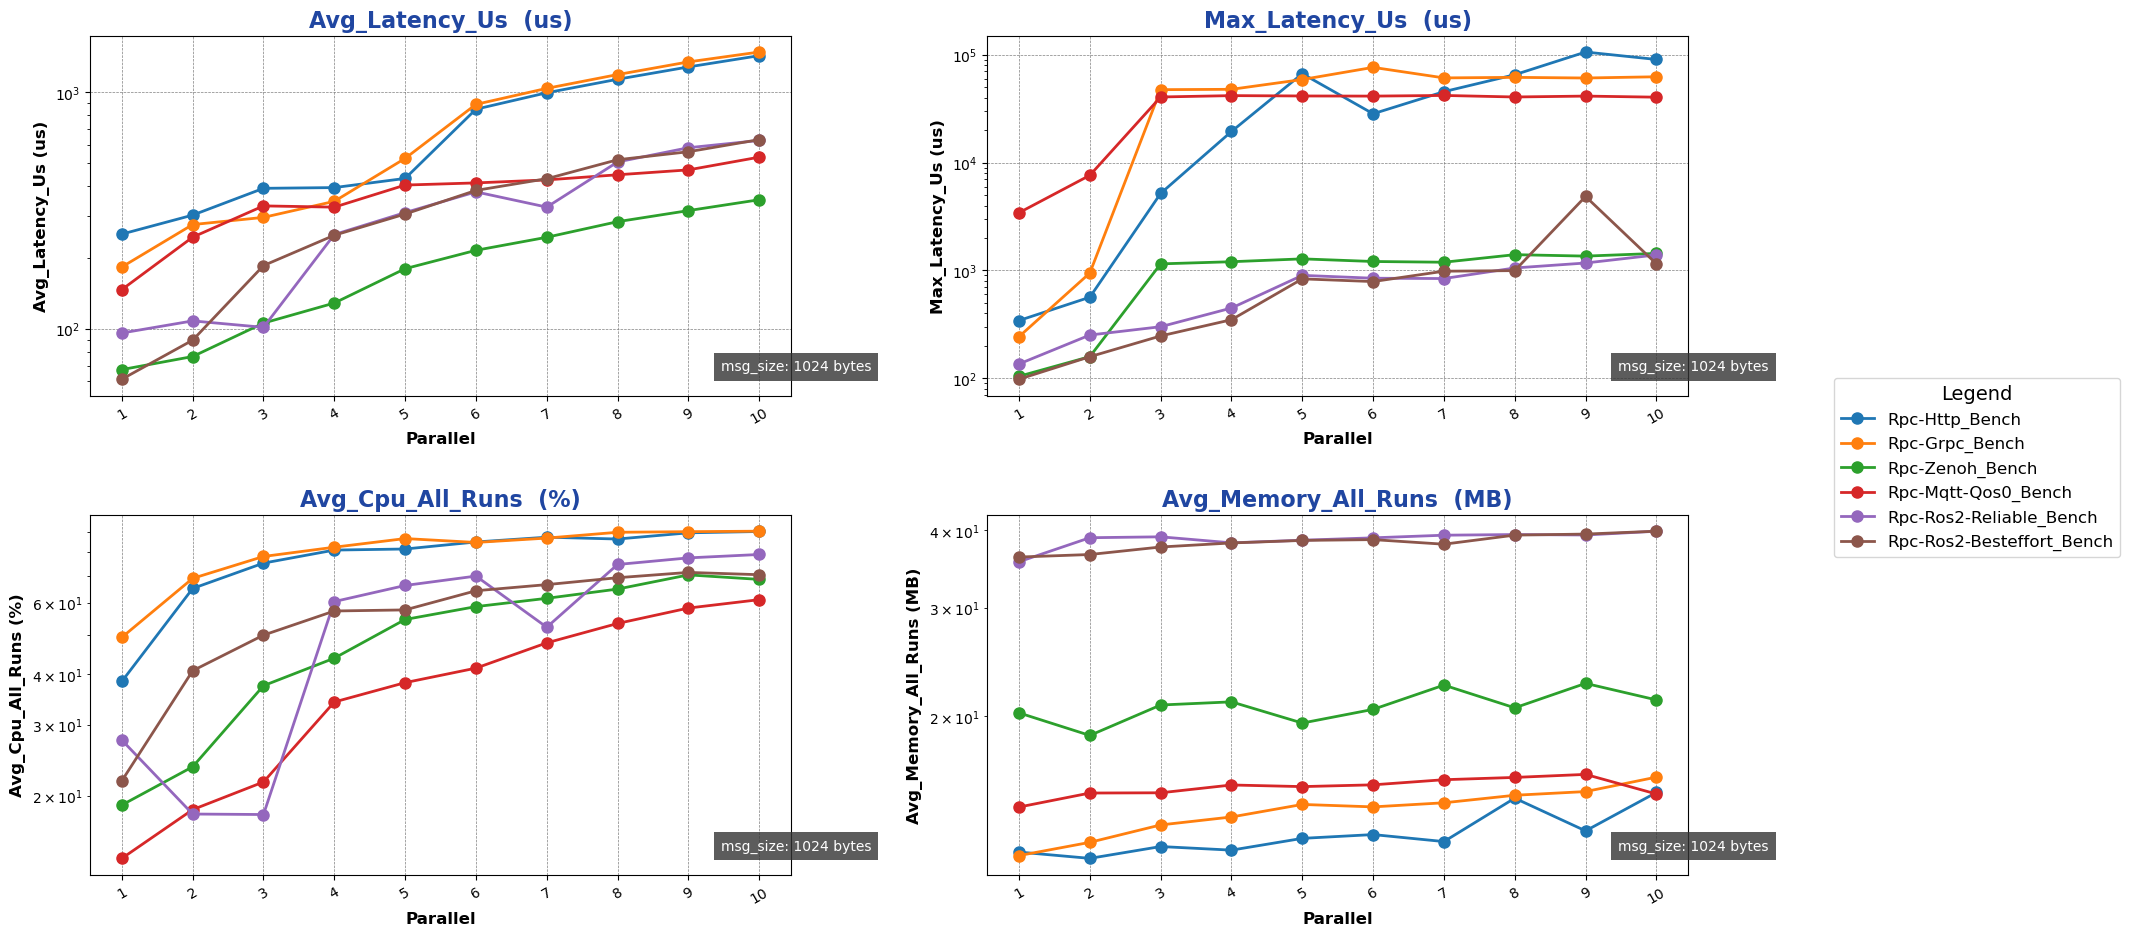 Avg_Latency_Us  (us)
Avg_Latency_Us (us)
10³
10²
msg_size: 1024 bytes
1 2 3 4 5 6 7 8 9 10
Parallel
Max_Latency_Us  (us)
Max_Latency_Us (us)
10⁵
10⁴
10³
10²
msg_size: 1024 bytes
1 2 3 4 5 6 7 8 9 10
Parallel
Avg_Cpu_All_Runs  (%)
Avg_Cpu_All_Runs (%)
6 × 10¹
4 × 10¹
3 × 10¹
2 × 10¹
msg_size: 1024 bytes
1 2 3 4 5 6 7 8 9 10
Parallel
Avg_Memory_All_Runs  (MB)
Avg_Memory_All_Runs (MB)
4 × 10¹
3 × 10¹
2 × 10¹
msg_size: 1024 bytes
1 2 3 4 5 6 7 8 9 10
Parallel
Legend
Rpc-Http_Bench
Rpc-Grpc_Bench
Rpc-Zenoh_Bench
Rpc-Mqtt-Qos0_Bench
Rpc-Ros2-Reliable_Bench
Rpc-Ros2-Besteffort_Bench